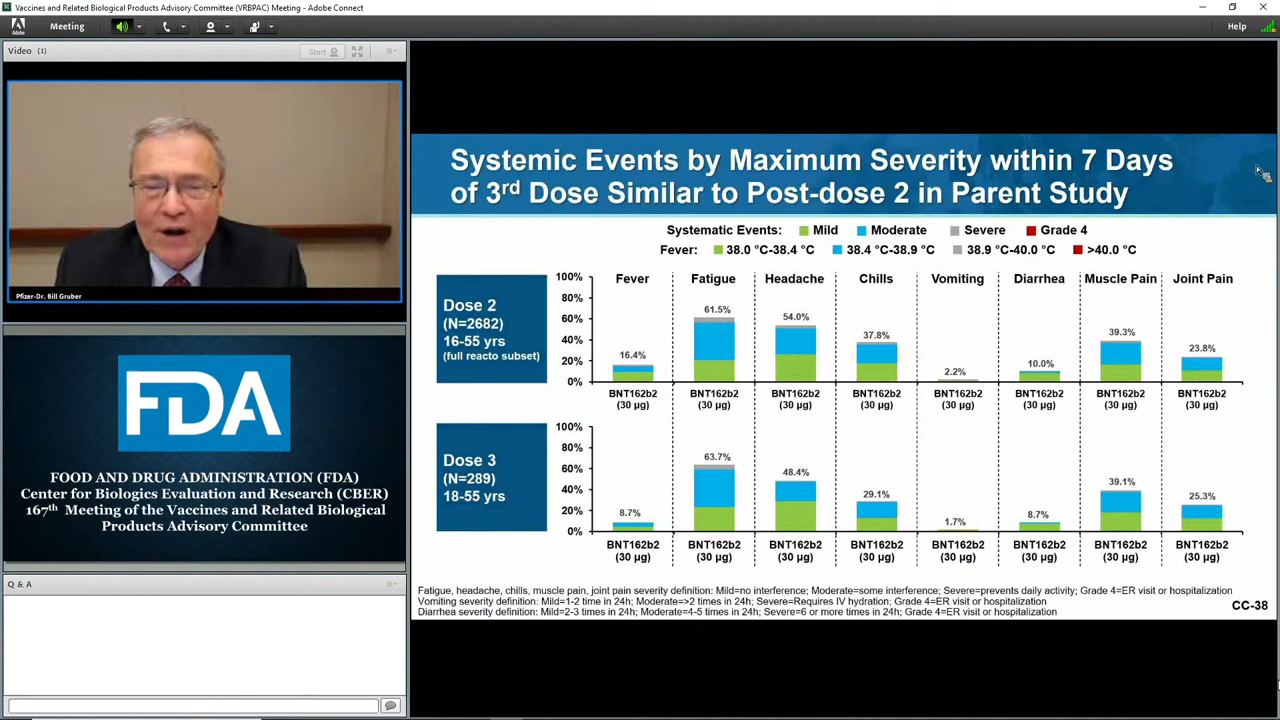 Vaccines and Related Biological Products Advisory Committee (VRBPAC) Meeting - Adobe Connect
Adobe
Meeting
Help
Video (1)
Start
Pfizer-Dr. Bill Gruber
FDA
FOOD AND DRUG ADMINISTRATION (FDA)
Center for Biologics Evaluation and Research (CBER)
167th Meeting of the Vaccines and Related Biological
Products Advisory Committee
Q & A
Systemic Events by Maximum Severity within 7 Days
of 3rd Dose Similar to Post-dose 2 in Parent Study
Systematic Events: Mild Moderate Severe Grade 4
Fever: 38.0 °C-38.4 °C 38.4 °C-38.9 °C 38.9 °C-40.0 °C >40.0 °C
Dose 2
(N=2682)
16-55 yrs
(full reacto subset)
100%
80%
60%
40%
20%
0%
Fever Fatigue Headache Chills Vomiting Diarrhea Muscle Pain Joint Pain
16.4% 61.5% 54.0% 37.8% 2.2% 10.0% 39.3% 23.8%
BNT162b2 BNT162b2 BNT162b2 BNT162b2 BNT162b2 BNT162b2 BNT162b2 BNT162b2
(30 µg) (30 µg) (30 µg) (30 µg) (30 µg) (30 µg) (30 µg) (30 µg)
Dose 3
(N=289)
18-55 yrs
100%
80%
60%
40%
20%
0%
8.7% 63.7% 48.4% 29.1% 1.7% 8.7% 39.1% 25.3%
BNT162b2 BNT162b2 BNT162b2 BNT162b2 BNT162b2 BNT162b2 BNT162b2 BNT162b2
(30 µg) (30 µg) (30 µg) (30 µg) (30 µg) (30 µg) (30 µg) (30 µg)
Fatigue, headache, chills, muscle pain, joint pain severity definition: Mild=no interference; Moderate=some interference; Severe=prevents daily activity; Grade 4=ER visit or hospitalization
Vomiting severity definition: Mild=1-2 time in 24h; Moderate=>2 times in 24h; Severe=Requires IV hydration; Grade 4=ER visit or hospitalization
Diarrhea severity definition: Mild=2-3 times in 24h; Moderate=4-5 times in 24h; Severe=6 or more times in 24h; Grade 4=ER visit or hospitalization
CC-38